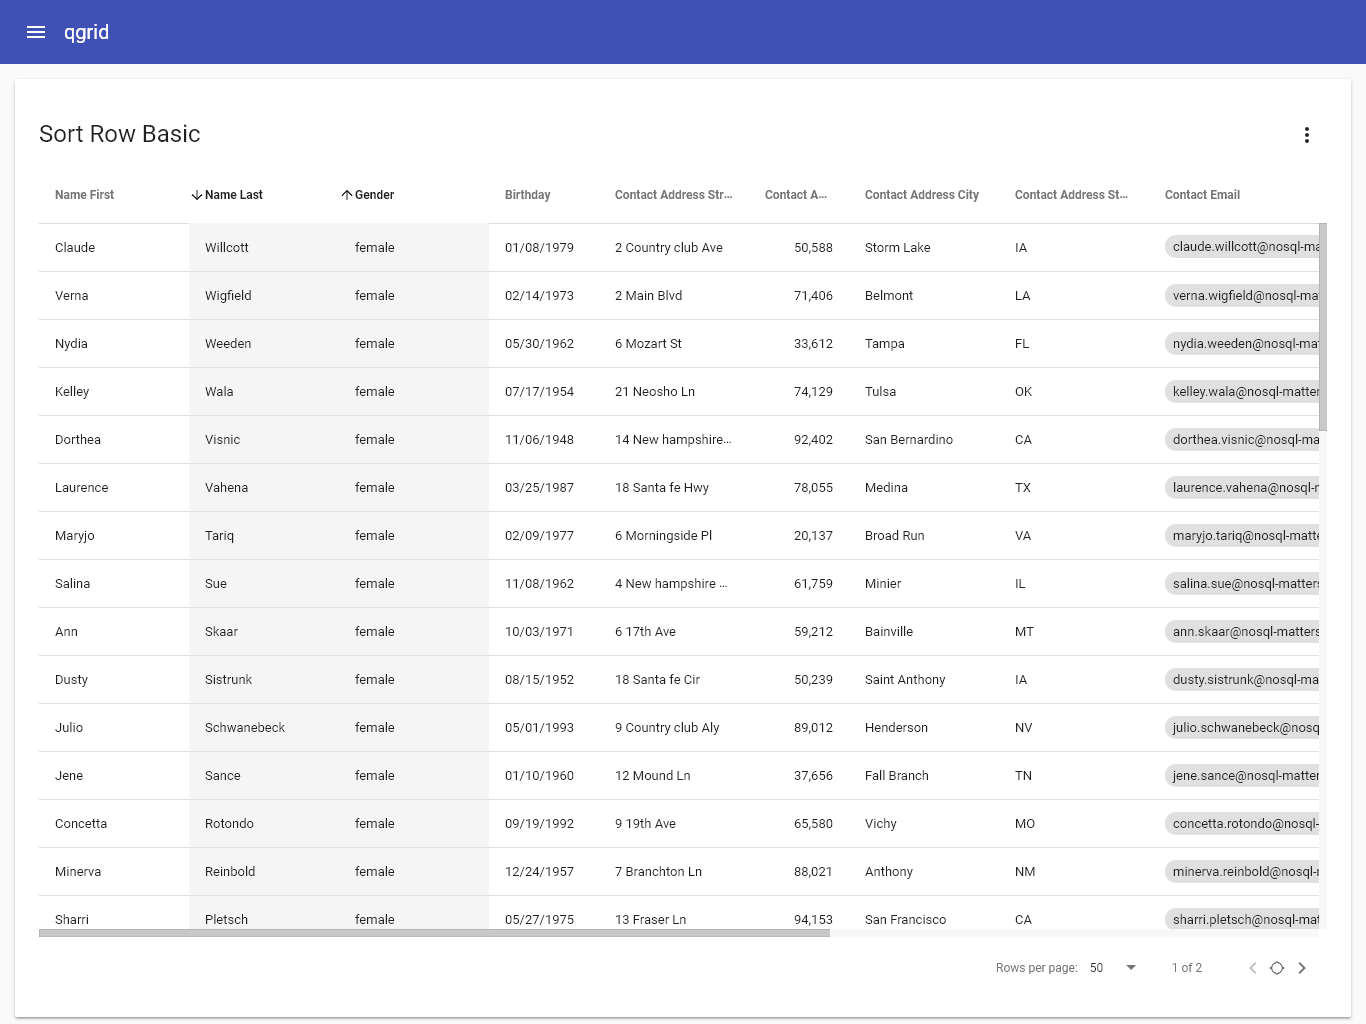 qgrid
Sort Row Basic
Name First Name Last Gender Birthday Contact Address Str... Contact A... Contact Address City Contact Address St... Contact Email
Claude Willcott female 01/08/1979 2 Country club Ave 50,588 Storm Lake IA claude.willcott@nosql-ma
Verna Wigfield female 02/14/1973 2 Main Blvd 71,406 Belmont LA verna.wigfield@nosql-ma
Nydia Weeden female 05/30/1962 6 Mozart St 33,612 Tampa FL nydia.weeden@nosql-mat
Kelley Wala female 07/17/1954 21 Neosho Ln 74,129 Tulsa OK kelley.wala@nosql-matter
Dorthea Visnic female 11/06/1948 14 New hampshire... 92,402 San Bernardino CA dorthea.visnic@nosql-ma
Laurence Vahena female 03/25/1987 18 Santa fe Hwy 78,055 Medina TX laurence.vahena@nosql-r
Maryjo Tariq female 02/09/1977 6 Morningside Pl 20,137 Broad Run VA maryjo.tariq@nosql-matte
Salina Sue female 11/08/1962 4 New hampshire ... 61,759 Minier IL salina.sue@nosql-matters
Ann Skaar female 10/03/1971 6 17th Ave 59,212 Bainville MT ann.skaar@nosql-matters
Dusty Sistrunk female 08/15/1952 18 Santa fe Cir 50,239 Saint Anthony IA dusty.sistrunk@nosql-ma
Julio Schwanebeck female 05/01/1993 9 Country club Aly 89,012 Henderson NV julio.schwanebeck@nosq
Jene Sance female 01/10/1960 12 Mound Ln 37,656 Fall Branch TN jene.sance@nosql-matter
Concetta Rotondo female 09/19/1992 9 19th Ave 65,580 Vichy MO concetta.rotondo@nosql-
Minerva Reinbold female 12/24/1957 7 Branchton Ln 88,021 Anthony NM minerva.reinbold@nosql-r
Sharri Pletsch female 05/27/1975 13 Fraser Ln 94,153 San Francisco CA sharri.pletsch@nosql-mat
Rows per page: 50 1 of 2